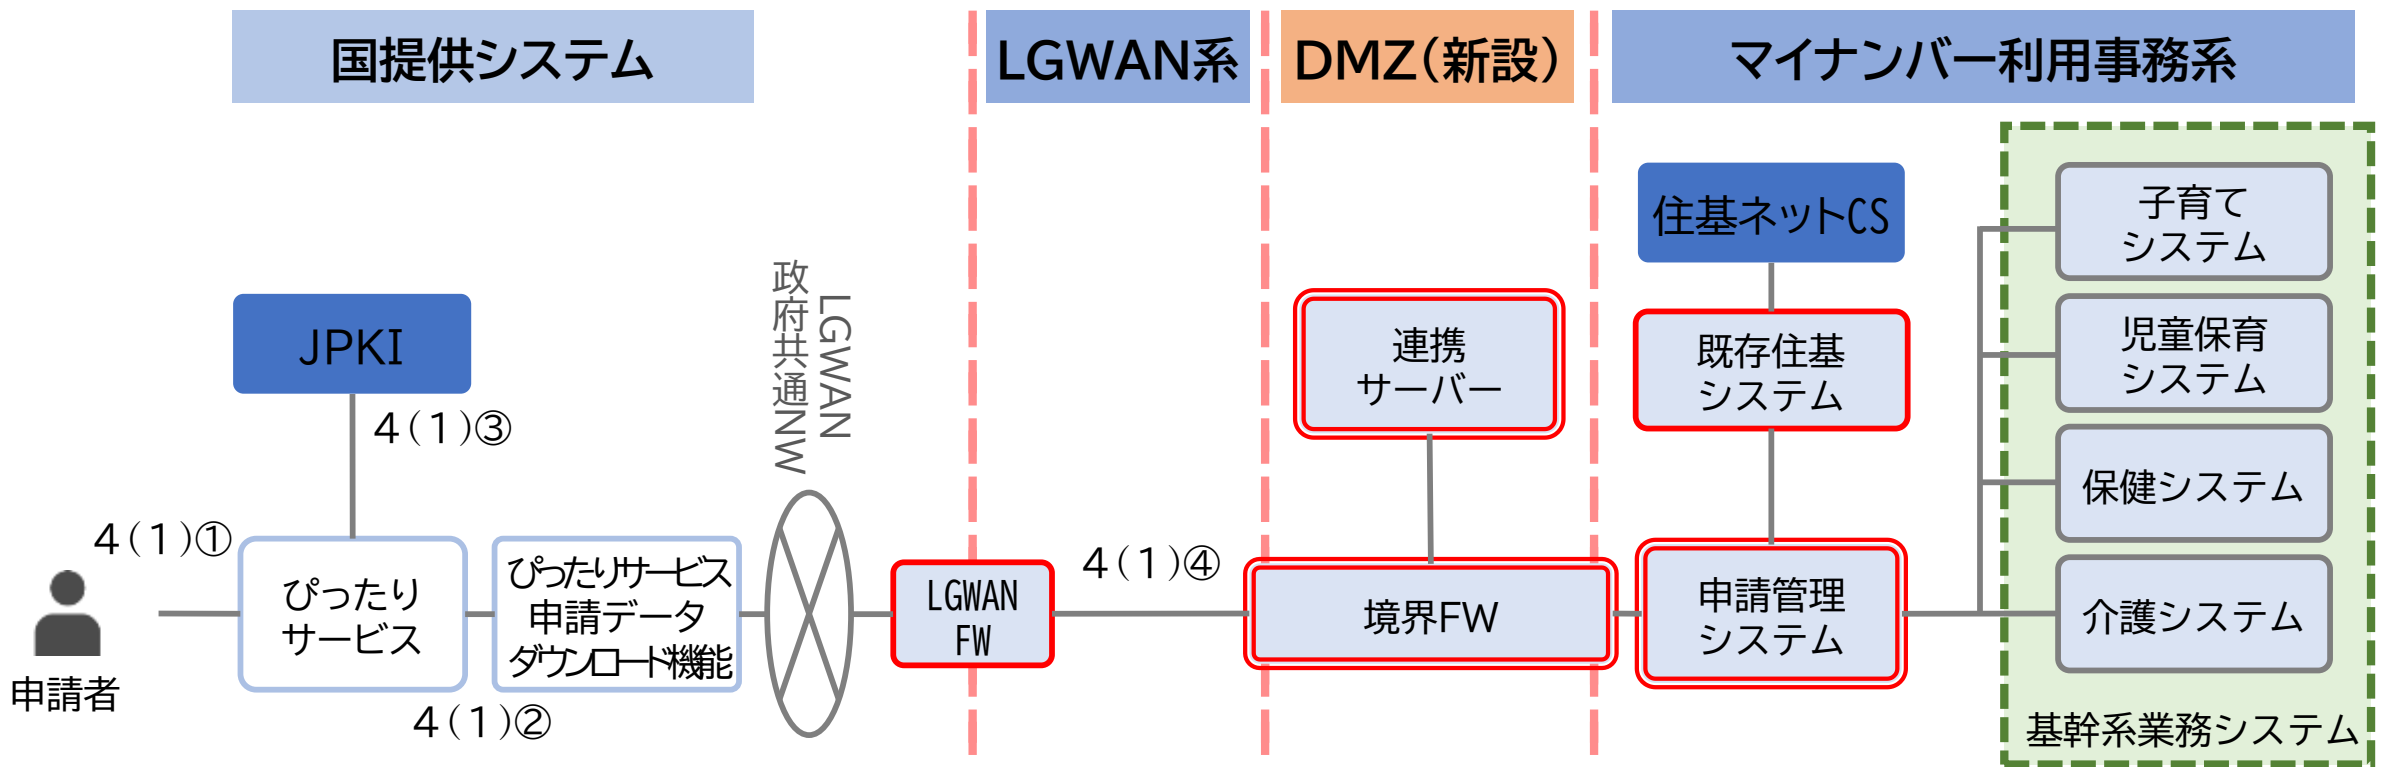 国提供システム
LGWAN系
DMZ（新設）
マイナンバー利用事務系
JPKI
4（1）③
4（1）①
申請者
ぴったり
サービス
4（1）②
ぴったりサービス
申請データ
ダウンロード機能
LGWAN
政府共通NW
LGWAN
FW
4（1）④
連携
サーバー
境界FW
住基ネットCS
既存住基
システム
申請管理
システム
子育て
システム
児童保育
システム
保健システム
介護システム
基幹系業務システム